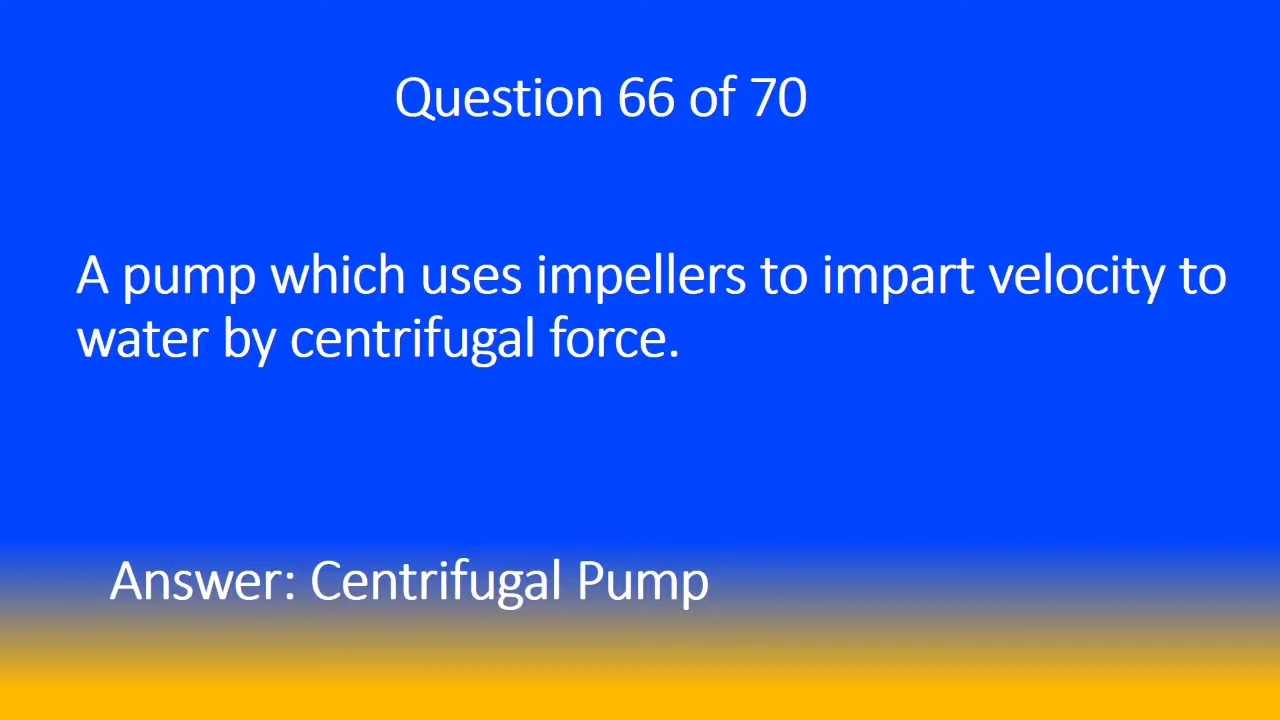 Question 66 of 70
A pump which uses impellers to impart velocity to
water by centrifugal force.
Answer: Centrifugal Pump